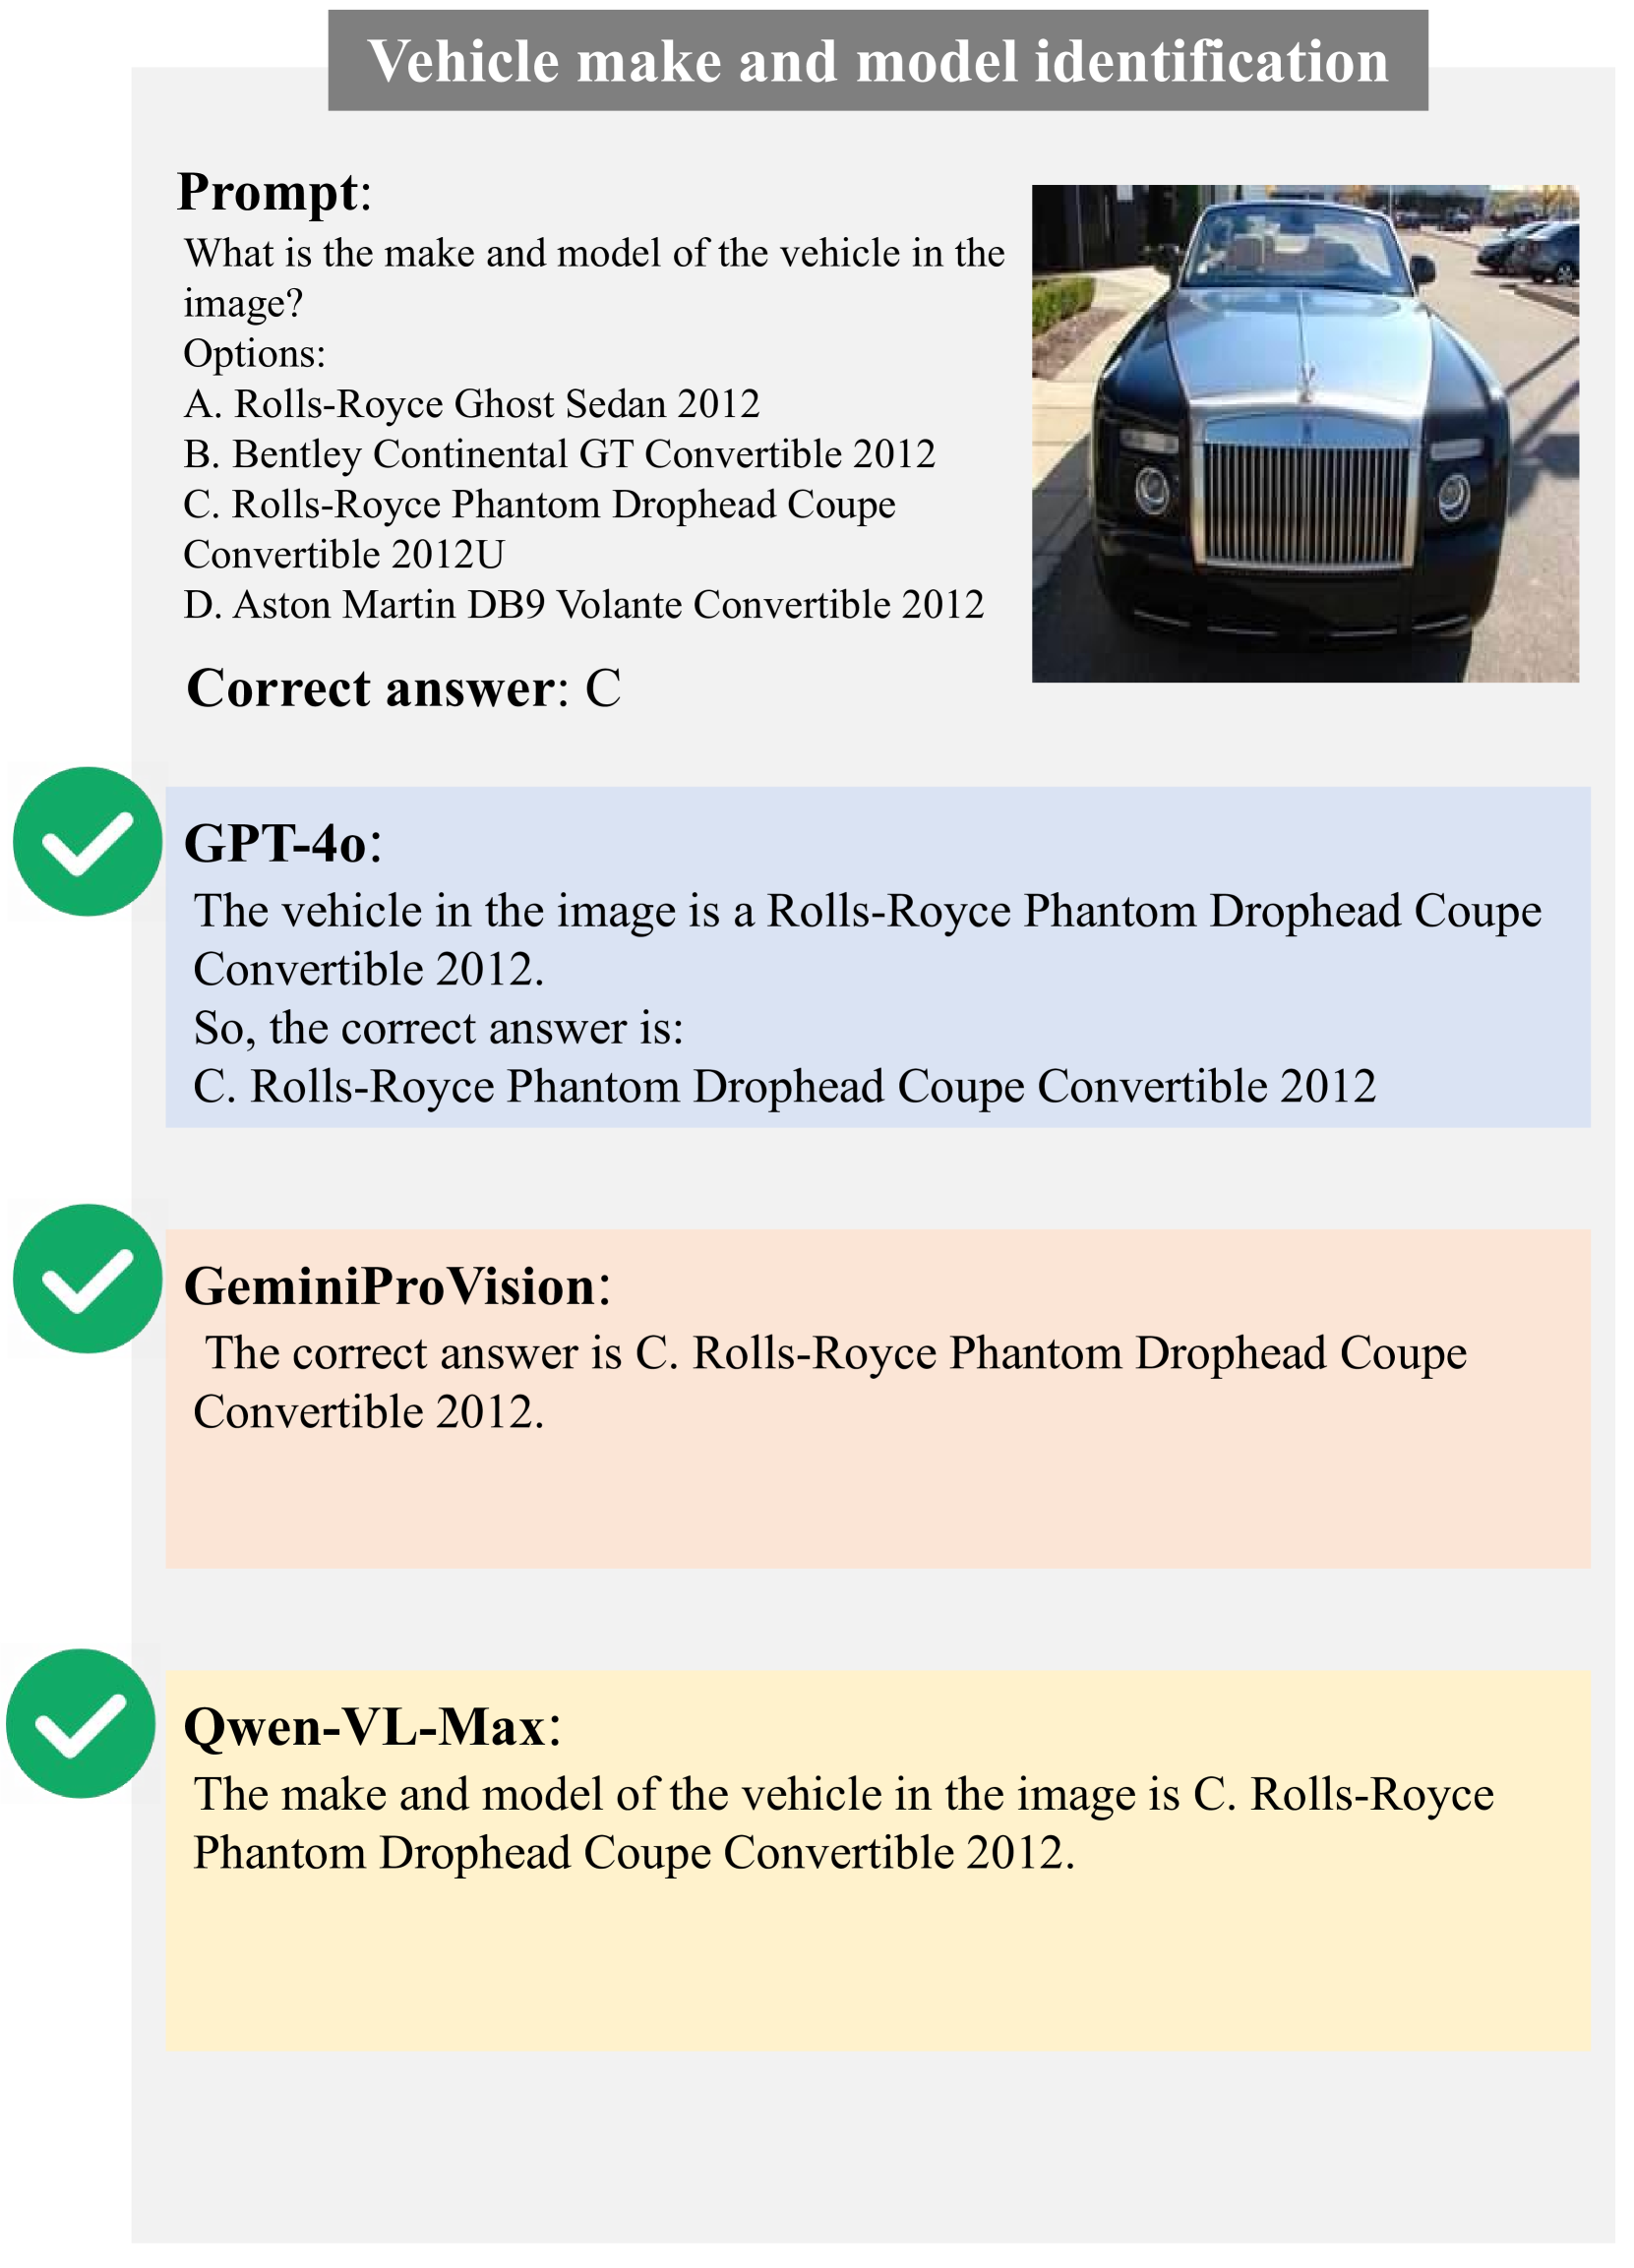 Vehicle make and model identification
Prompt:
What is the make and model of the vehicle in the
image?
Options:
A. Rolls-Royce Ghost Sedan 2012
B. Bentley Continental GT Convertible 2012
C. Rolls-Royce Phantom Drophead Coupe
Convertible 2012U
D. Aston Martin DB9 Volante Convertible 2012
Correct answer: C
GPT-4o:
The vehicle in the image is a Rolls-Royce Phantom Drophead Coupe
Convertible 2012.
So, the correct answer is:
C. Rolls-Royce Phantom Drophead Coupe Convertible 2012
GeminiProVision:
The correct answer is C. Rolls-Royce Phantom Drophead Coupe
Convertible 2012.
Qwen-VL-Max:
The make and model of the vehicle in the image is C. Rolls-Royce
Phantom Drophead Coupe Convertible 2012.